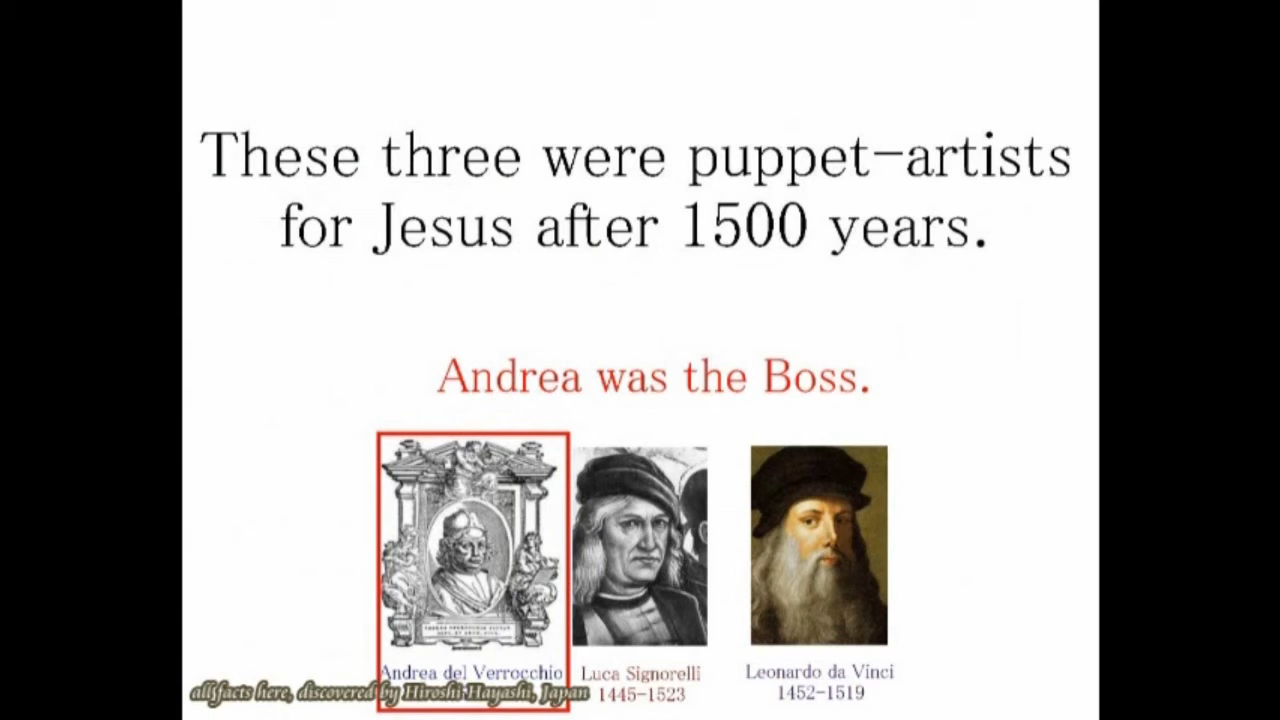 These three were puppet-artists
for Jesus after 1500 years.
Andrea was the Boss.
Andrea del Verrocchio
Luca Signorelli
1445-1523
Leonardo da Vinci
1452-1519
all facts here, discovered by Hiroshi Hayashi, Japan